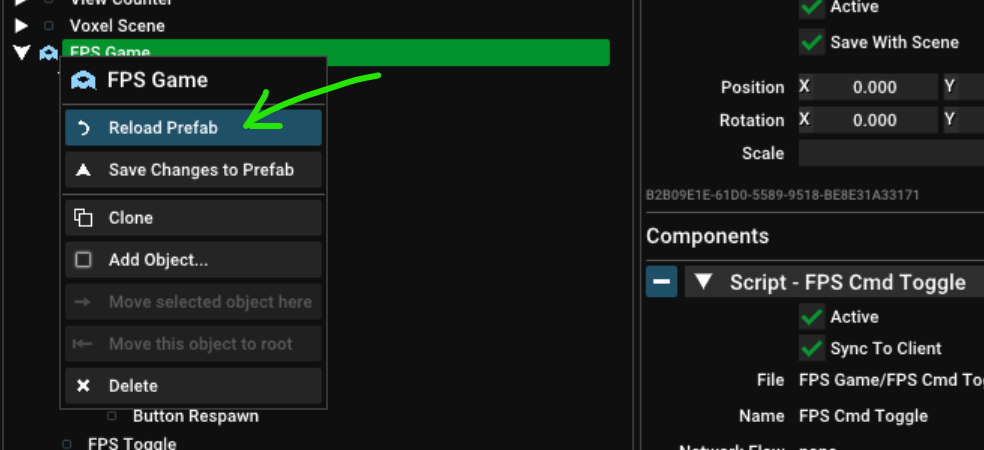 View Counter
Voxel Scene
FPS Game
FPS Game
Reload Prefab
Save Changes to Prefab
Clone
Add Object...
Move selected object here
Move this object to root
Delete
Button Respawn
FPS Toggle
Active
Save With Scene
Position X 0.000 Y
Rotation X 0.000 Y
Scale
B2B09E1E-61D0-5589-9518-BE8E31A33171
Components
Script - FPS Cmd Toggle
Active
Sync To Client
File FPS Game/FPS Cmd To
Name FPS Cmd Toggle
Network Flow none